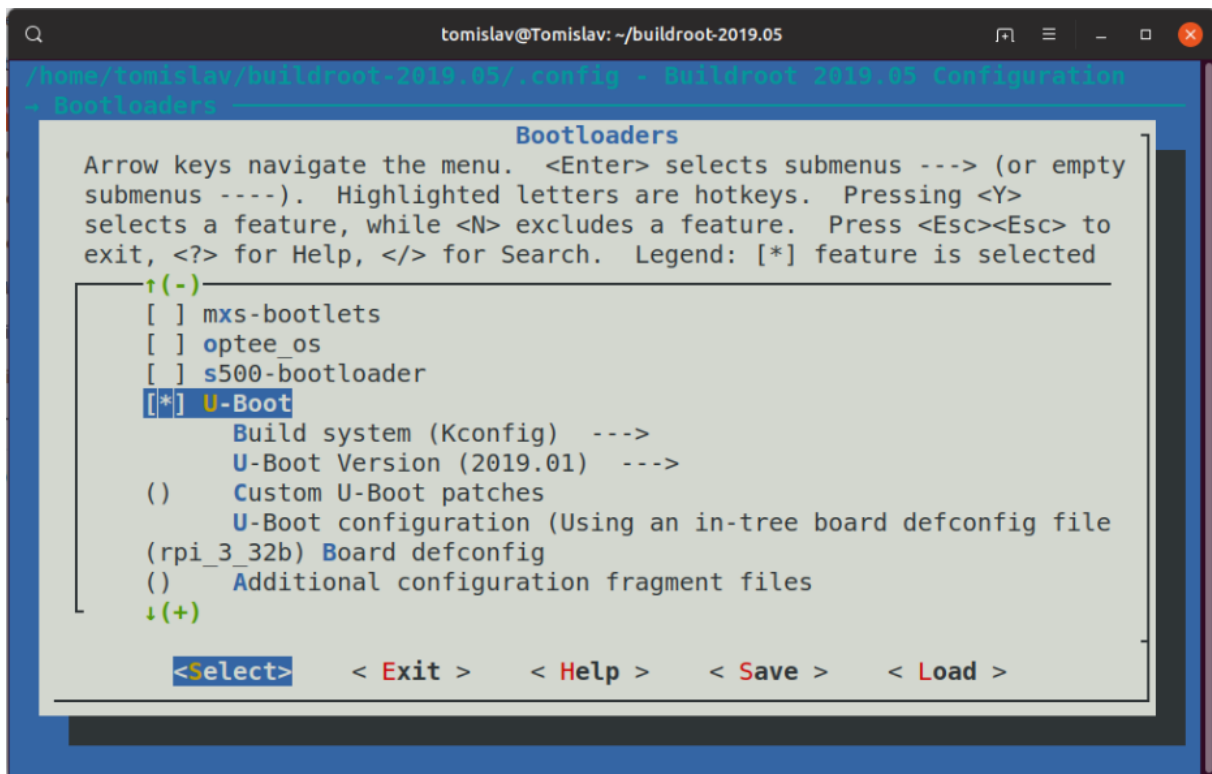 tomislav@Tomislav: ~/buildroot-2019.05
/home/tomislav/buildroot-2019.05/.config - Buildroot 2019.05 Configuration
→ Bootloaders
Bootloaders
Arrow keys navigate the menu.  <Enter> selects submenus ---> (or empty
submenus ----).  Highlighted letters are hotkeys.  Pressing <Y>
selects a feature, while <N> excludes a feature.  Press <Esc><Esc> to
exit, <?> for Help, </> for Search.  Legend: [*] feature is selected
↑(-)
[ ] mxs-bootlets
[ ] optee_os
[ ] s500-bootloader
[*] U-Boot
Build system (Kconfig)  --->
U-Boot Version (2019.01)  --->
()    Custom U-Boot patches
U-Boot configuration (Using an in-tree board defconfig file
(rpi_3_32b) Board defconfig
()    Additional configuration fragment files
↓(+)
<Select>    < Exit >    < Help >    < Save >    < Load >